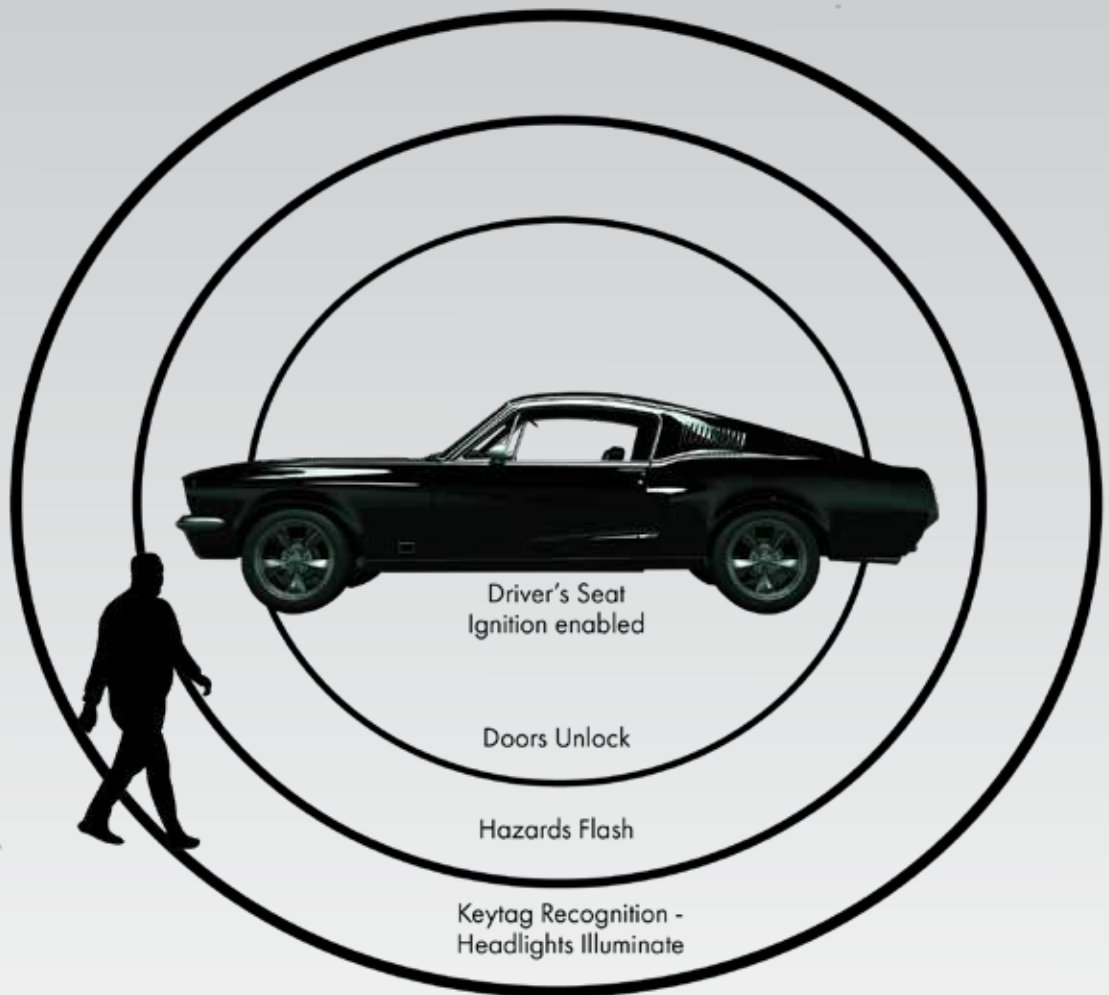 Driver's Seat
Ignition enabled
Doors Unlock
Hazards Flash
Keytag Recognition -
Headlights Illuminate